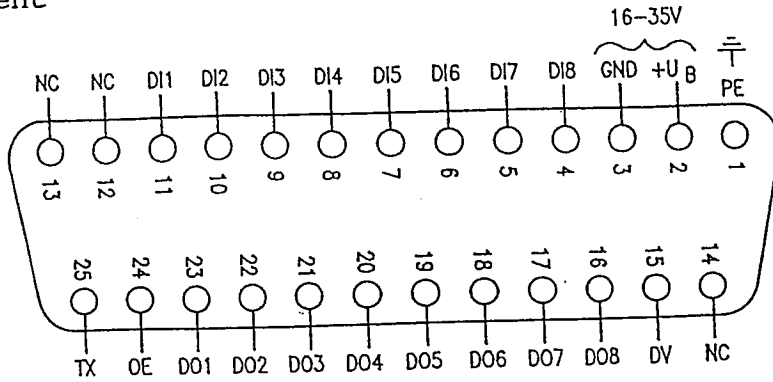 ent
16-35V
NC NC DI1 DI2 DI3 DI4 DI5 DI6 DI7 DI8 GND +UB PE
13 12 11 10 9 8 7 6 5 4 3 2 1
25 24 23 22 21 20 19 18 17 16 15 14
TX OE DO1 DO2 DO3 DO4 DO5 DO6 DO7 DO8 DV NC